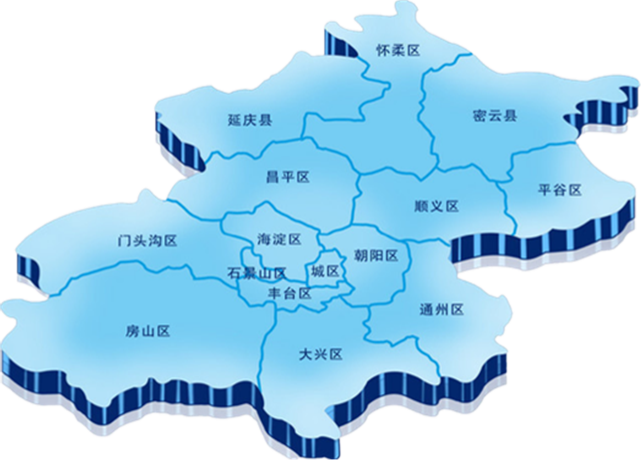 怀柔区
延庆县
密云县
昌平区
平谷区
顺义区
门头沟区
海淀区
朝阳区
石景山区
城区
丰台区
通州区
房山区
大兴区